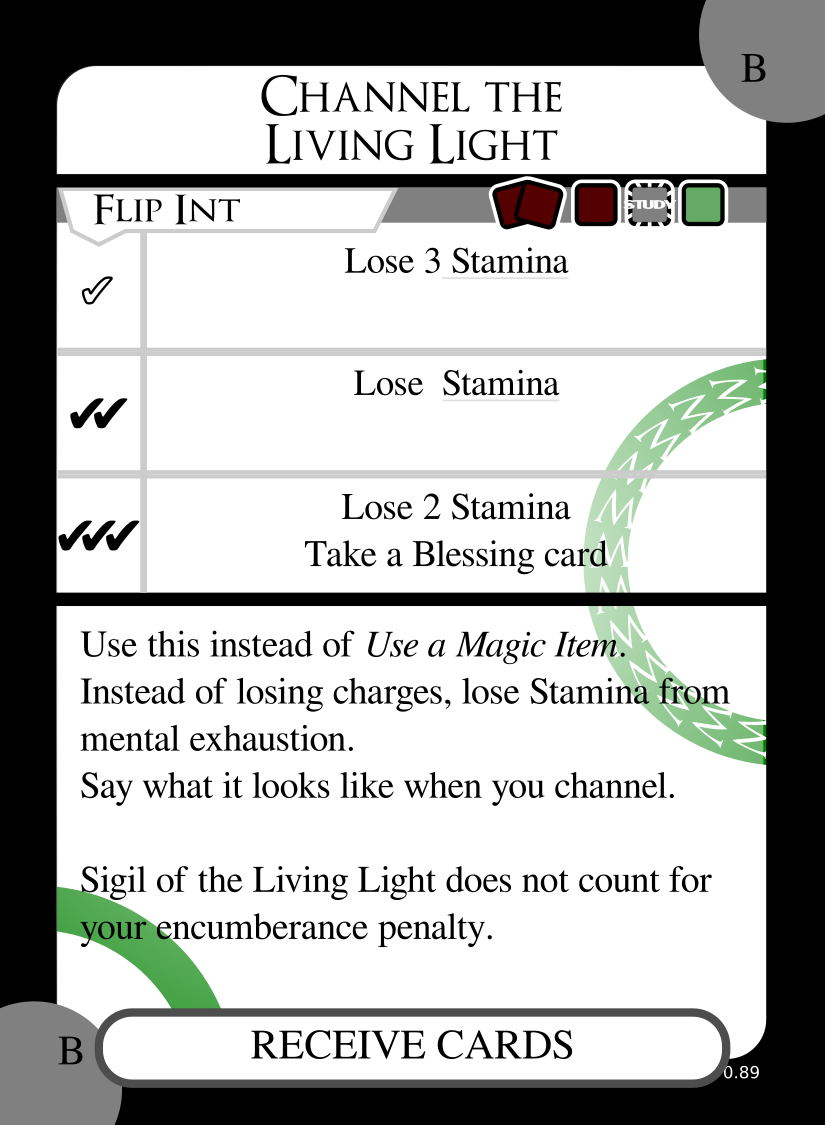 B
CHANNEL THE
LIVING LIGHT
FLIP INT
STUDY
Lose 3 Stamina
Lose Stamina
Lose 2 Stamina
Take a Blessing card
Use this instead of Use a Magic Item.
Instead of losing charges, lose Stamina from
mental exhaustion.
Say what it looks like when you channel.
Sigil of the Living Light does not count for
your encumberance penalty.
B
RECEIVE CARDS
0.89